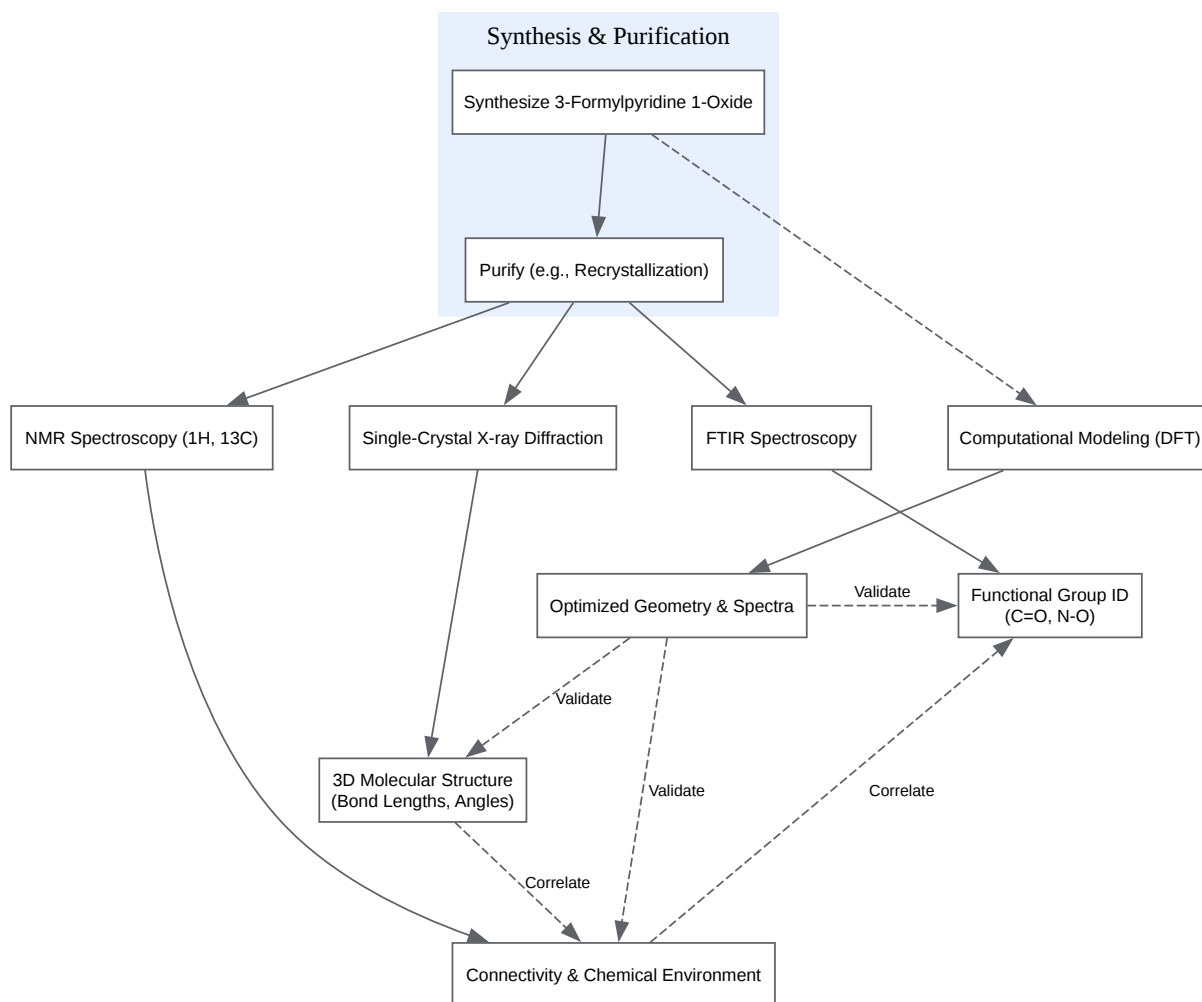 Synthesis & Purification
Synthesize 3-Formylpyridine 1-Oxide
Purify (e.g., Recrystallization)
NMR Spectroscopy (1H, 13C)
Single-Crystal X-ray Diffraction
FTIR Spectroscopy
Computational Modeling (DFT)
Optimized Geometry & Spectra
Validate
Functional Group ID
(C=O, N-O)
Validate
3D Molecular Structure
(Bond Lengths, Angles)
Validate
Correlate
Correlate
Connectivity & Chemical Environment